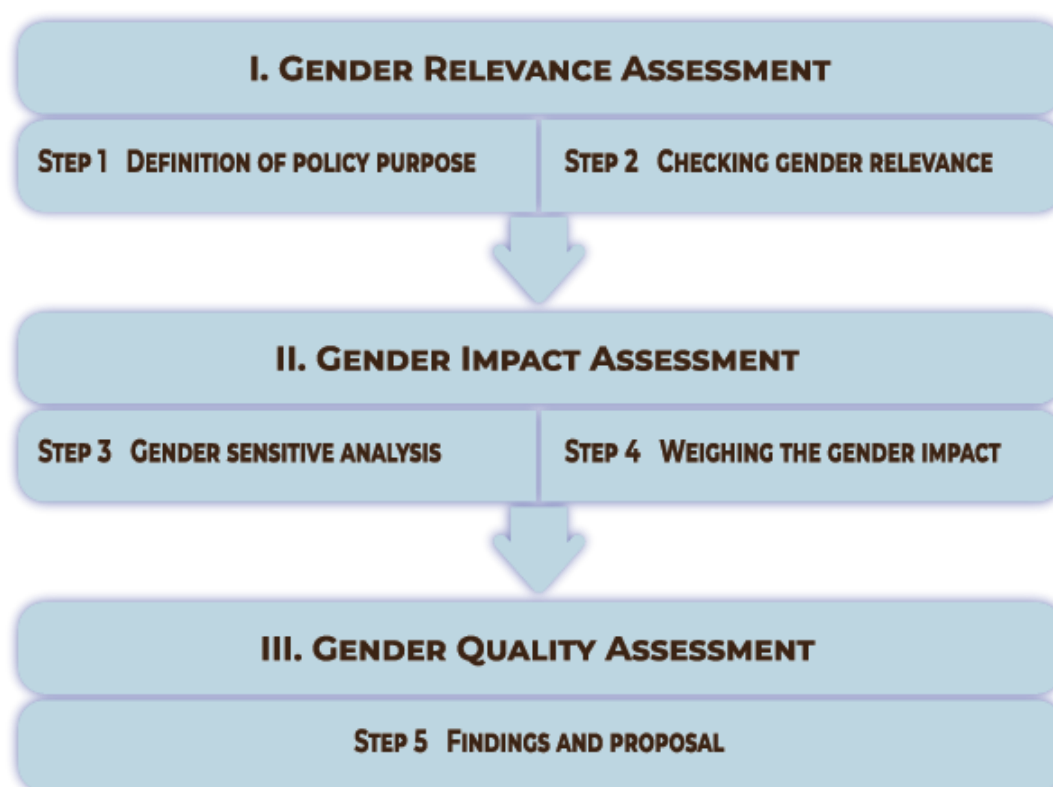 I. Gender Relevance Assessment
Step 1 Definition of policy purpose
Step 2 Checking gender relevance
II. Gender Impact Assessment
Step 3 Gender sensitive analysis
Step 4 Weighing the gender impact
III. Gender Quality Assessment
Step 5 Findings and proposal